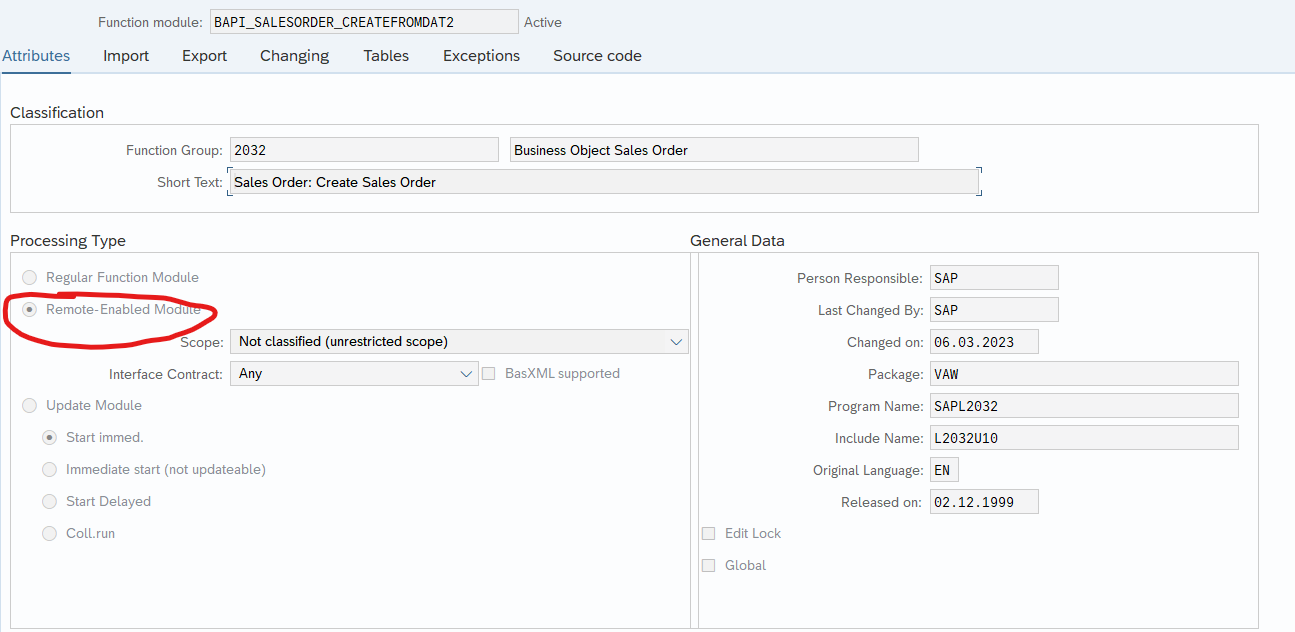 Function module: BAPI_SALESORDER_CREATEFROMDAT2 Active
Attributes Import Export Changing Tables Exceptions Source code
Classification
Function Group: 2032 Business Object Sales Order
Short Text: Sales Order: Create Sales Order
Processing Type General Data
Regular Function Module Person Responsible: SAP
Remote-Enabled Module Last Changed By: SAP
Scope: Not classified (unrestricted scope) Changed on: 06.03.2023
Interface Contract: Any BasXML supported Package: VAW
Update Module Program Name: SAPL2032
Start immed. Include Name: L2032U10
Immediate start (not updateable) Original Language: EN
Start Delayed Released on: 02.12.1999
Coll.run Edit Lock
Global